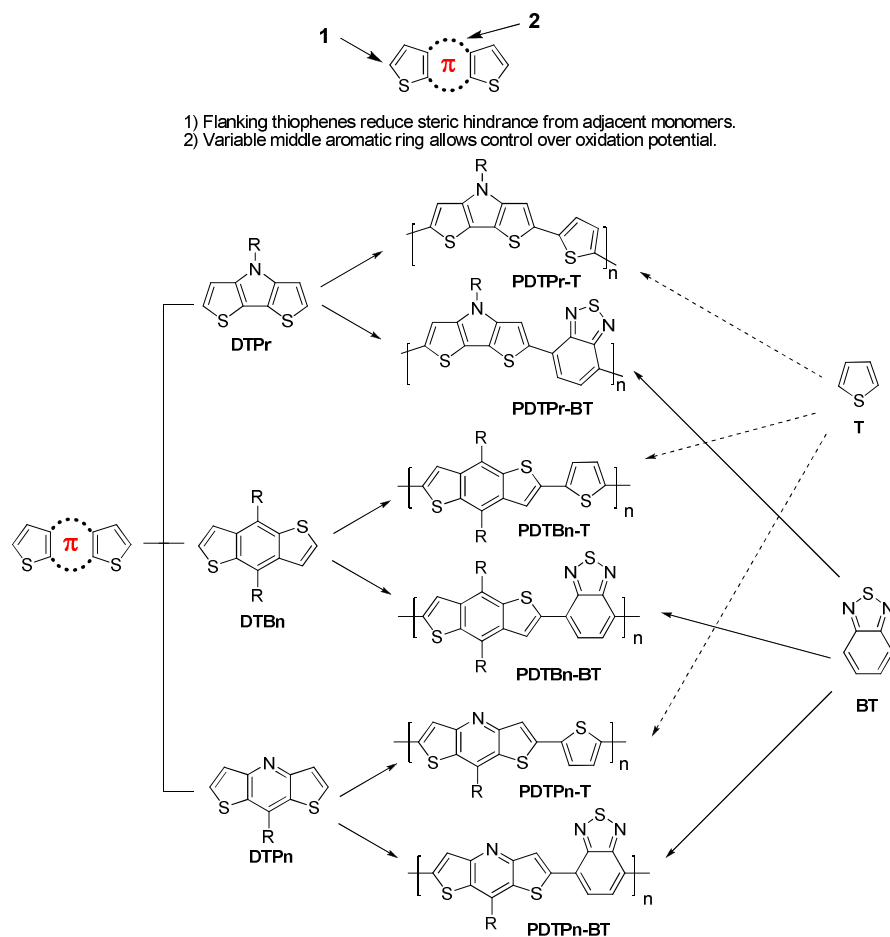 1
2
π
S
S
1) Flanking thiophenes reduce steric hindrance from adjacent monomers.
2) Variable middle aromatic ring allows control over oxidation potential.
R
N
S
S
S
n
PDTPr-T
R
N
S
S
DTPr
R
N
S
S
N
S
N
n
PDTPr-BT
S
T
R
S
S
R
S
n
PDTBn-T
π
S
S
R
S
S
R
DTBn
R
S
S
R
N
S
N
n
PDTBn-BT
S
N
N
BT
N
S
S
R
S
n
PDTPn-T
N
S
S
R
DTPn
N
S
S
R
N
S
N
n
PDTPn-BT